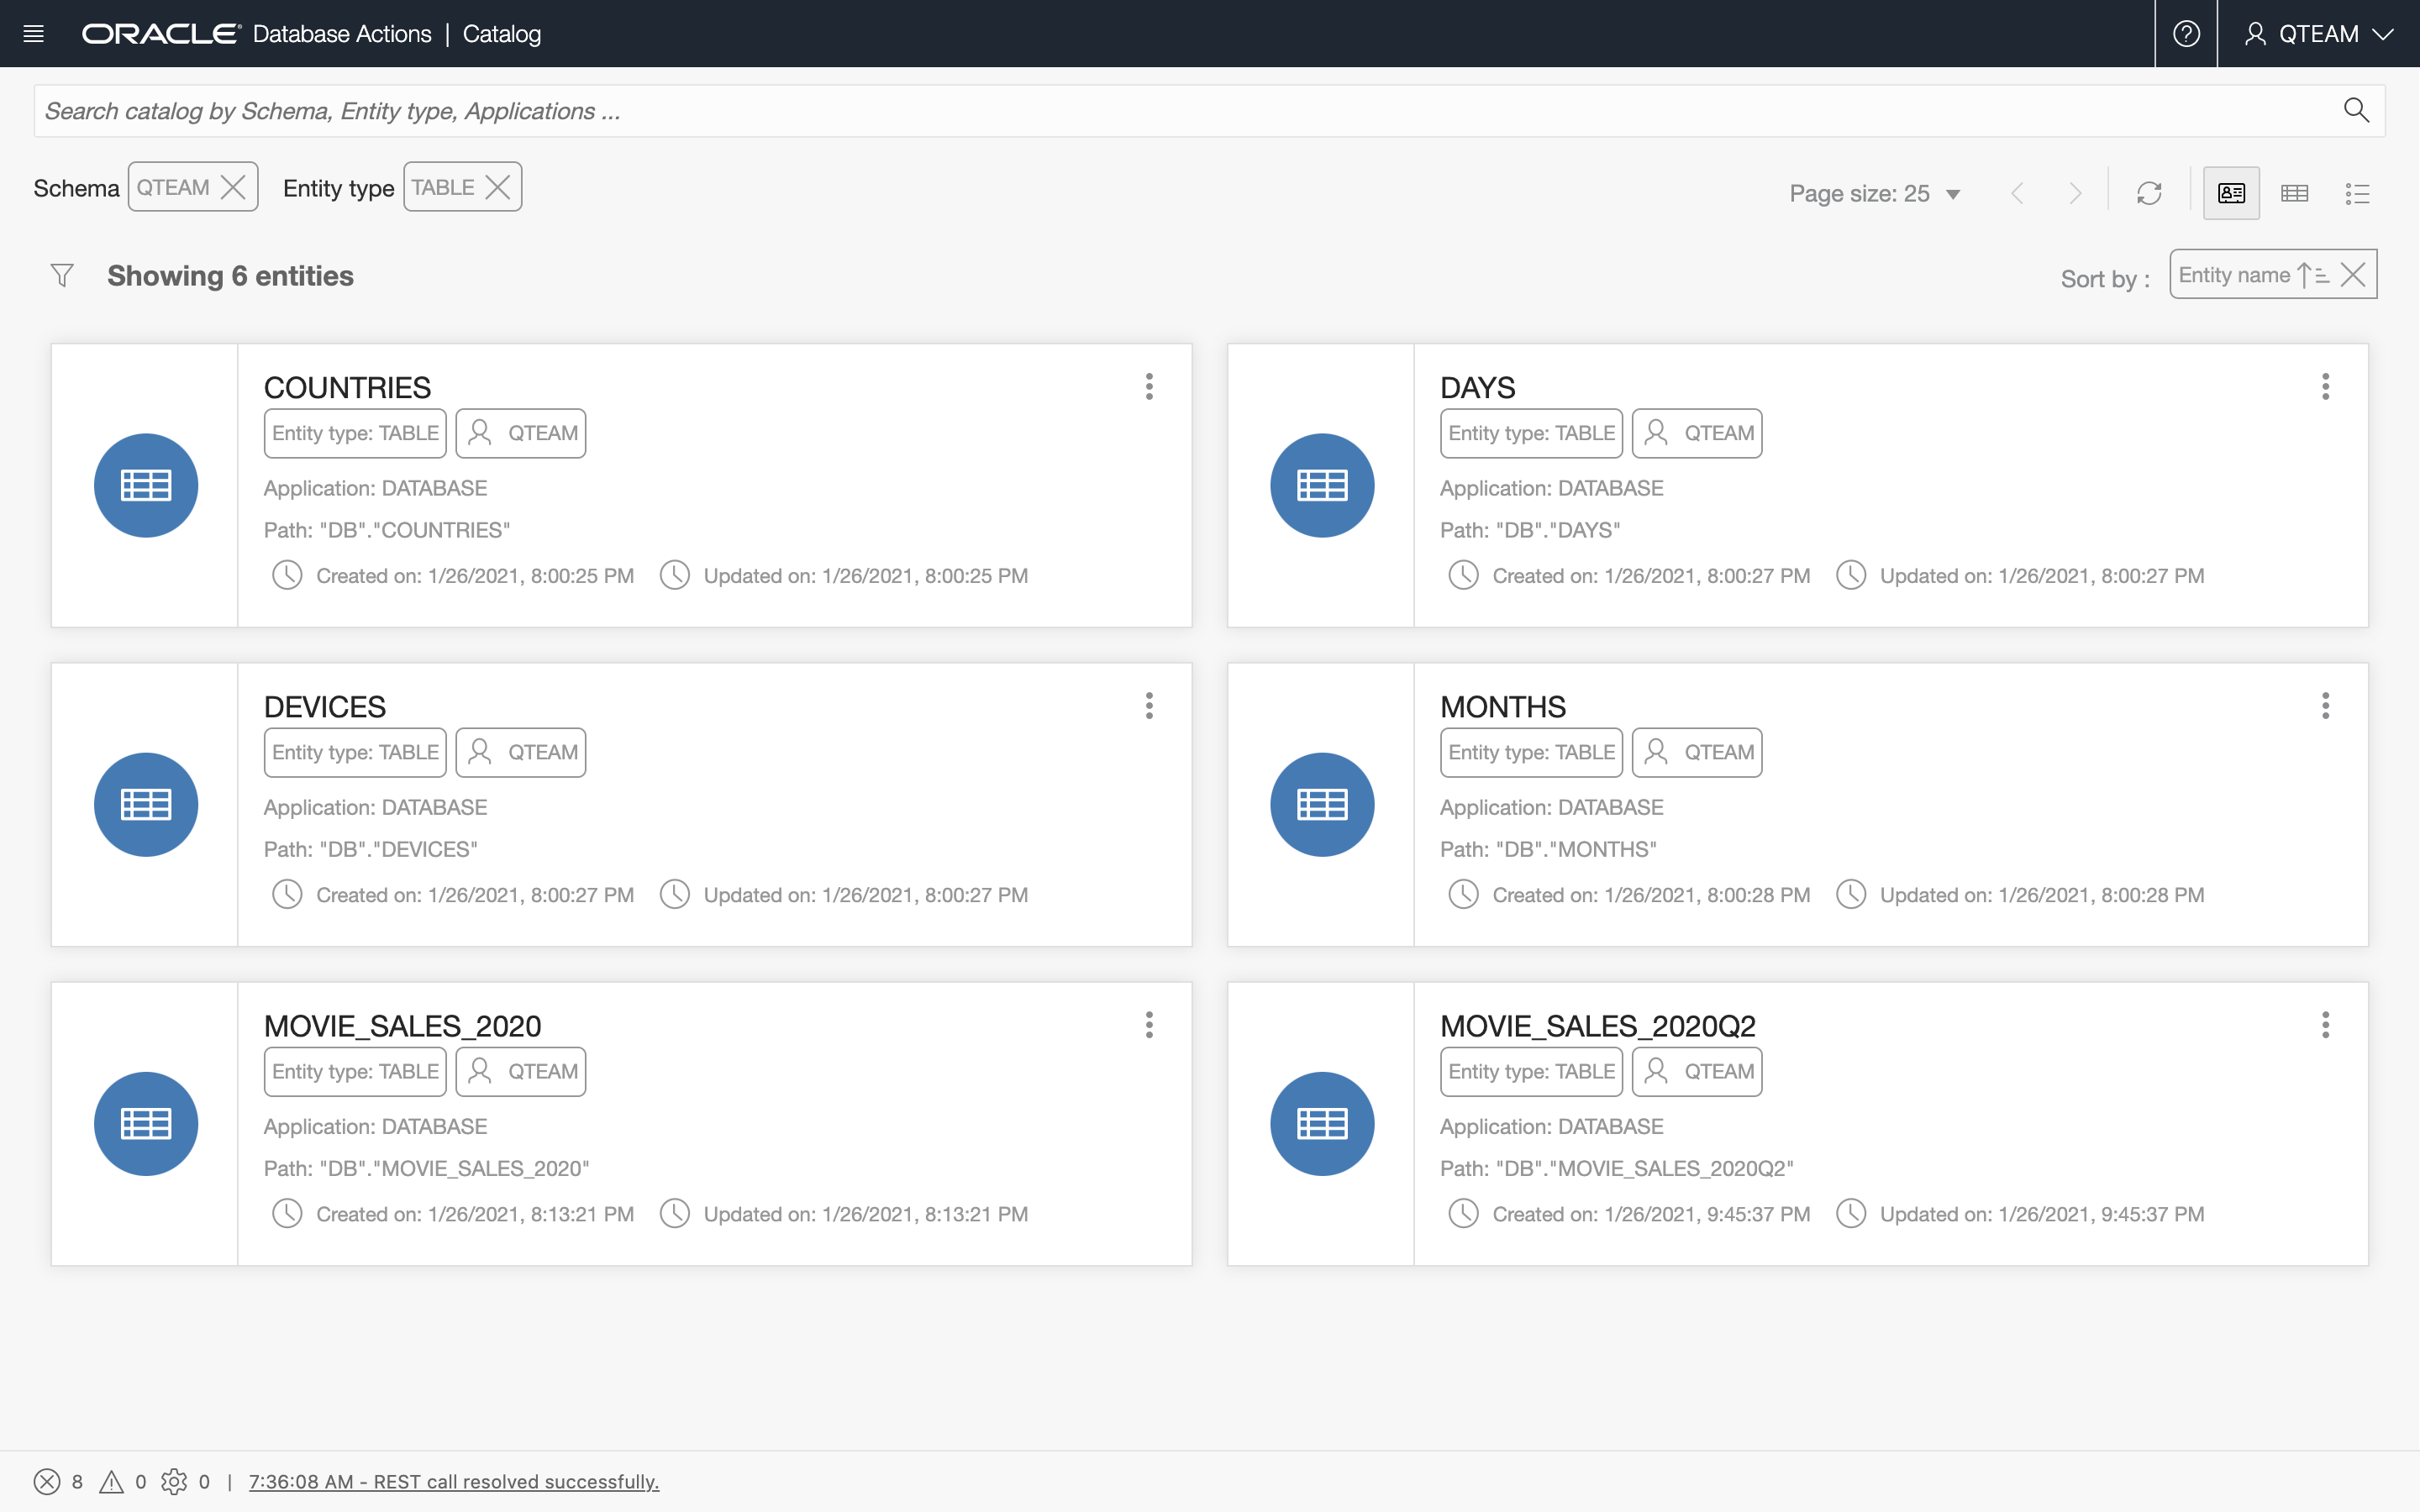 ORACLE Database Actions | Catalog
QTEAM
Search catalog by Schema, Entity type, Applications ...
Schema QTEAM Entity type TABLE
Page size: 25
Showing 6 entities
Sort by : Entity name
COUNTRIES
Entity type: TABLE QTEAM
Application: DATABASE
Path: "DB"."COUNTRIES"
Created on: 1/26/2021, 8:00:25 PM Updated on: 1/26/2021, 8:00:25 PM
DAYS
Entity type: TABLE QTEAM
Application: DATABASE
Path: "DB"."DAYS"
Created on: 1/26/2021, 8:00:27 PM Updated on: 1/26/2021, 8:00:27 PM
DEVICES
Entity type: TABLE QTEAM
Application: DATABASE
Path: "DB"."DEVICES"
Created on: 1/26/2021, 8:00:27 PM Updated on: 1/26/2021, 8:00:27 PM
MONTHS
Entity type: TABLE QTEAM
Application: DATABASE
Path: "DB"."MONTHS"
Created on: 1/26/2021, 8:00:28 PM Updated on: 1/26/2021, 8:00:28 PM
MOVIE_SALES_2020
Entity type: TABLE QTEAM
Application: DATABASE
Path: "DB"."MOVIE_SALES_2020"
Created on: 1/26/2021, 8:13:21 PM Updated on: 1/26/2021, 8:13:21 PM
MOVIE_SALES_2020Q2
Entity type: TABLE QTEAM
Application: DATABASE
Path: "DB"."MOVIE_SALES_2020Q2"
Created on: 1/26/2021, 9:45:37 PM Updated on: 1/26/2021, 9:45:37 PM
8 0 0 | 7:36:08 AM - REST call resolved successfully.